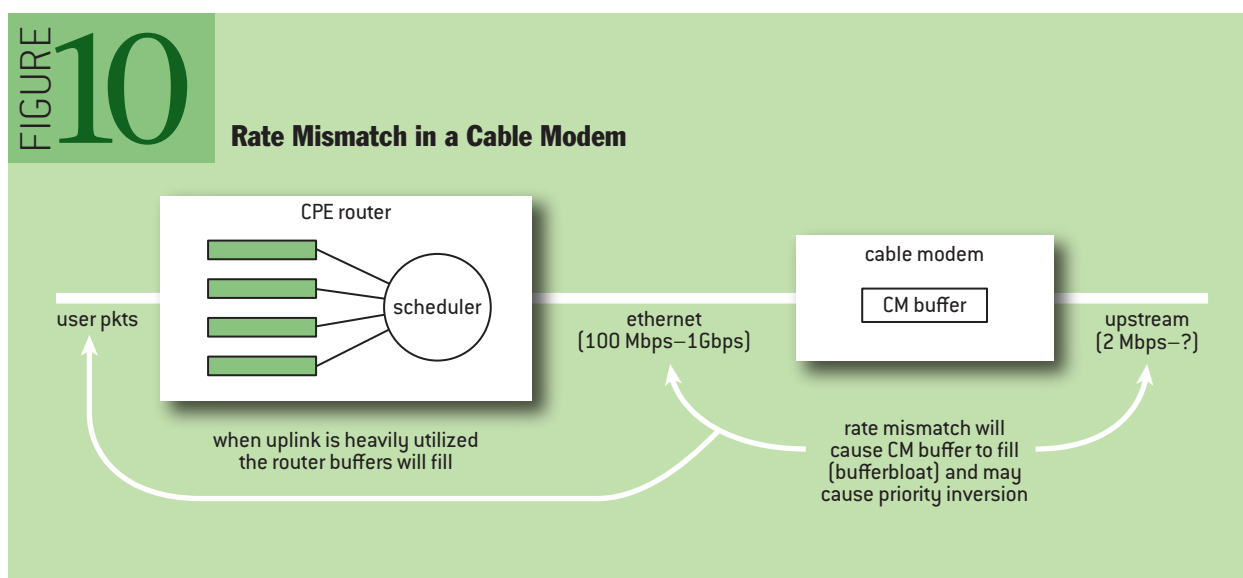 FIGURE
10
Rate Mismatch in a Cable Modem
CPE router
scheduler
user pkts
ethernet
(100 Mbps–1Gbps)
cable modem
CM buffer
upstream
(2 Mbps–?)
when uplink is heavily utilized
the router buffers will fill
rate mismatch will
cause CM buffer to fill
(bufferbloat) and may
cause priority inversion